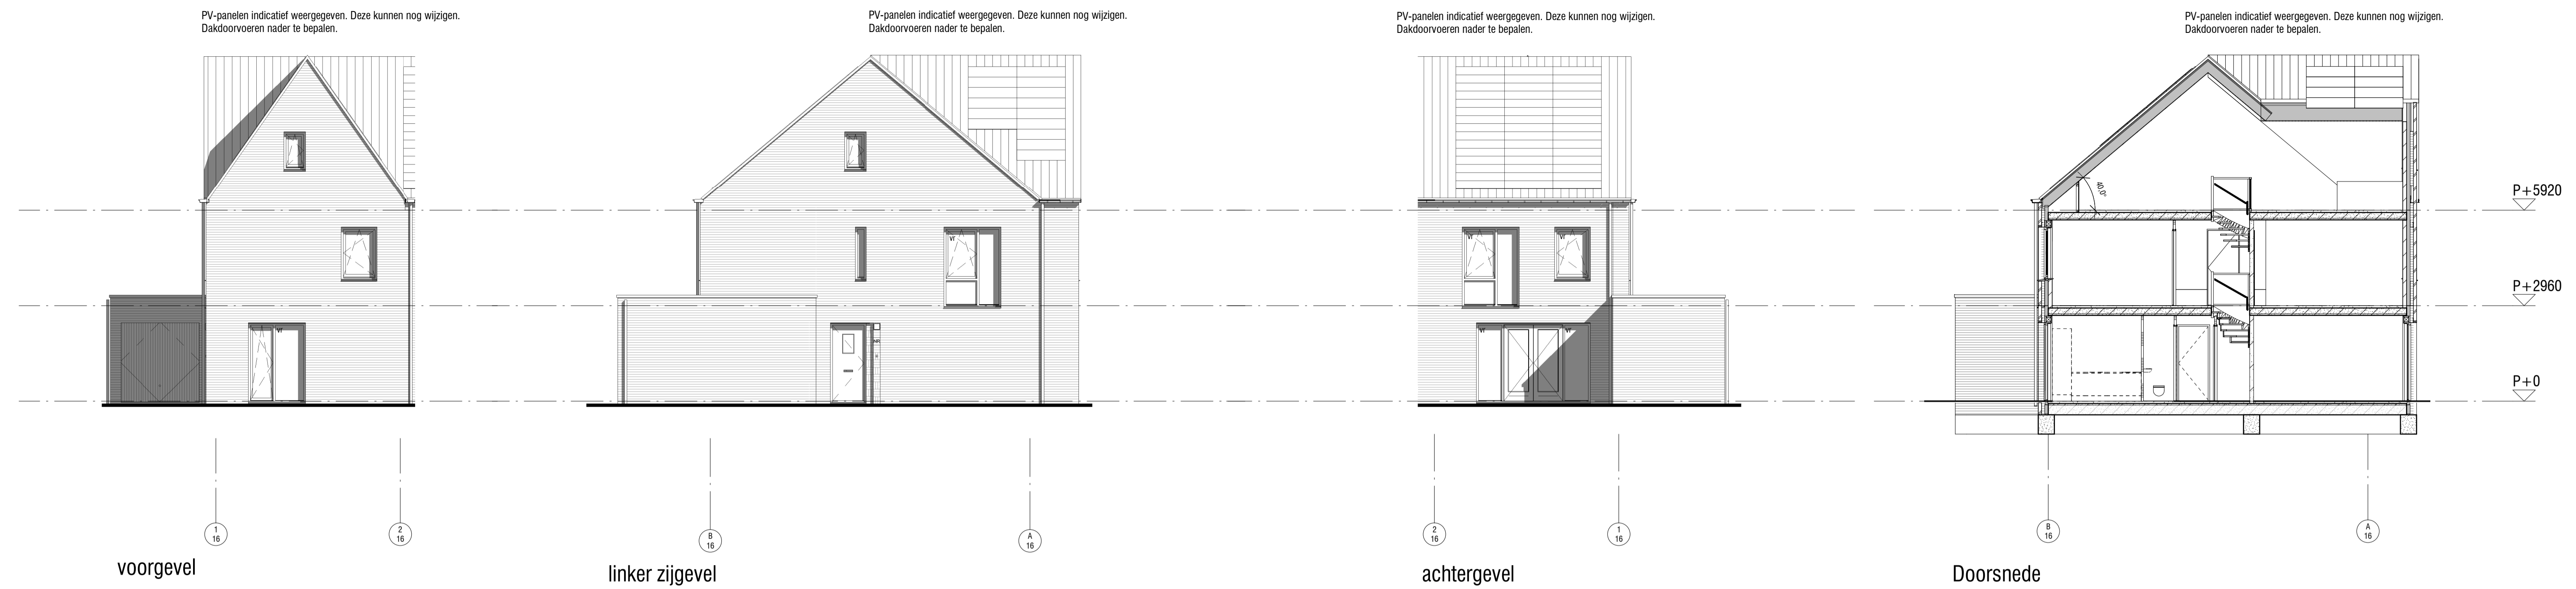 PV-panelen indicatief weergegeven. Deze kunnen nog wijzigen.
Dakdoorvoeren nader te bepalen.
PV-panelen indicatief weergegeven. Deze kunnen nog wijzigen.
Dakdoorvoeren nader te bepalen.
PV-panelen indicatief weergegeven. Deze kunnen nog wijzigen.
Dakdoorvoeren nader te bepalen.
PV-panelen indicatief weergegeven. Deze kunnen nog wijzigen.
Dakdoorvoeren nader te bepalen.
40,0°
P+5920
P+2960
P+0
1
16
2
16
B
16
A
16
2
16
1
16
B
16
A
16
voorgevel
linker zijgevel
achtergevel
Doorsnede